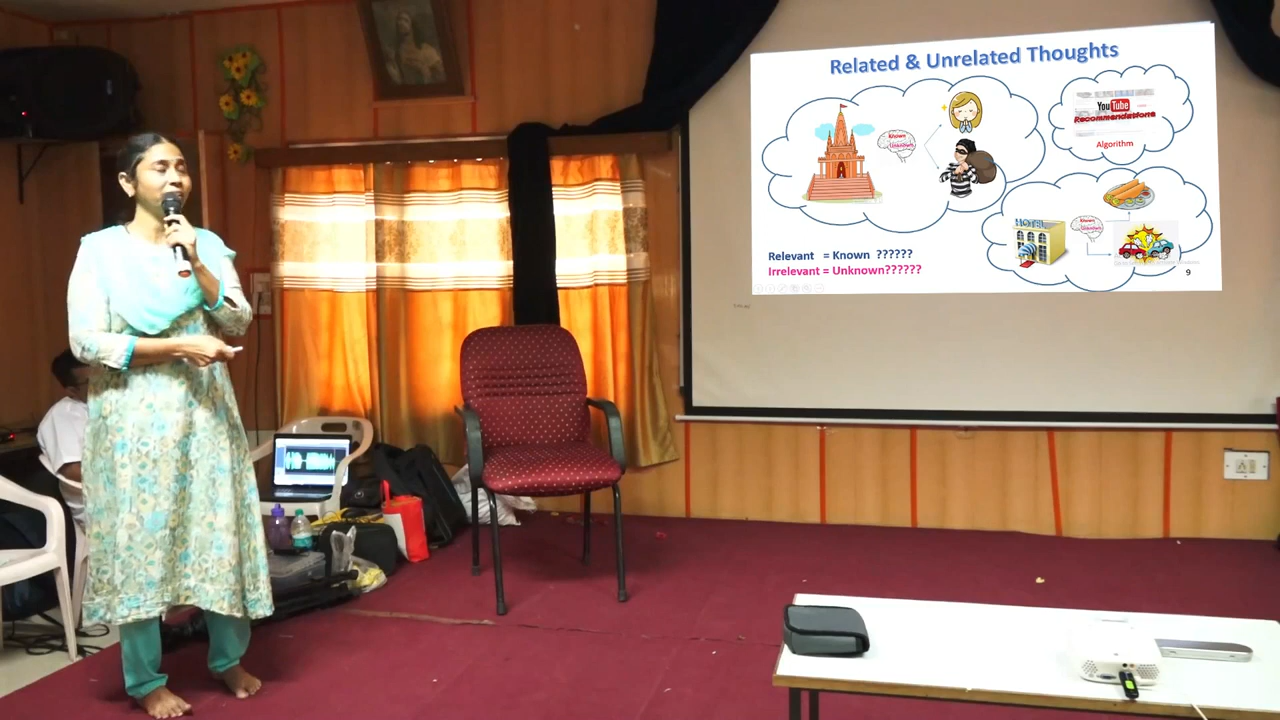 Related & Unrelated Thoughts
Known
Unknown
YouTube
Recommendations
Algorithm
HOTEL
Known
Unknown
Relevant = Known ??????
Irrelevant = Unknown??????
9